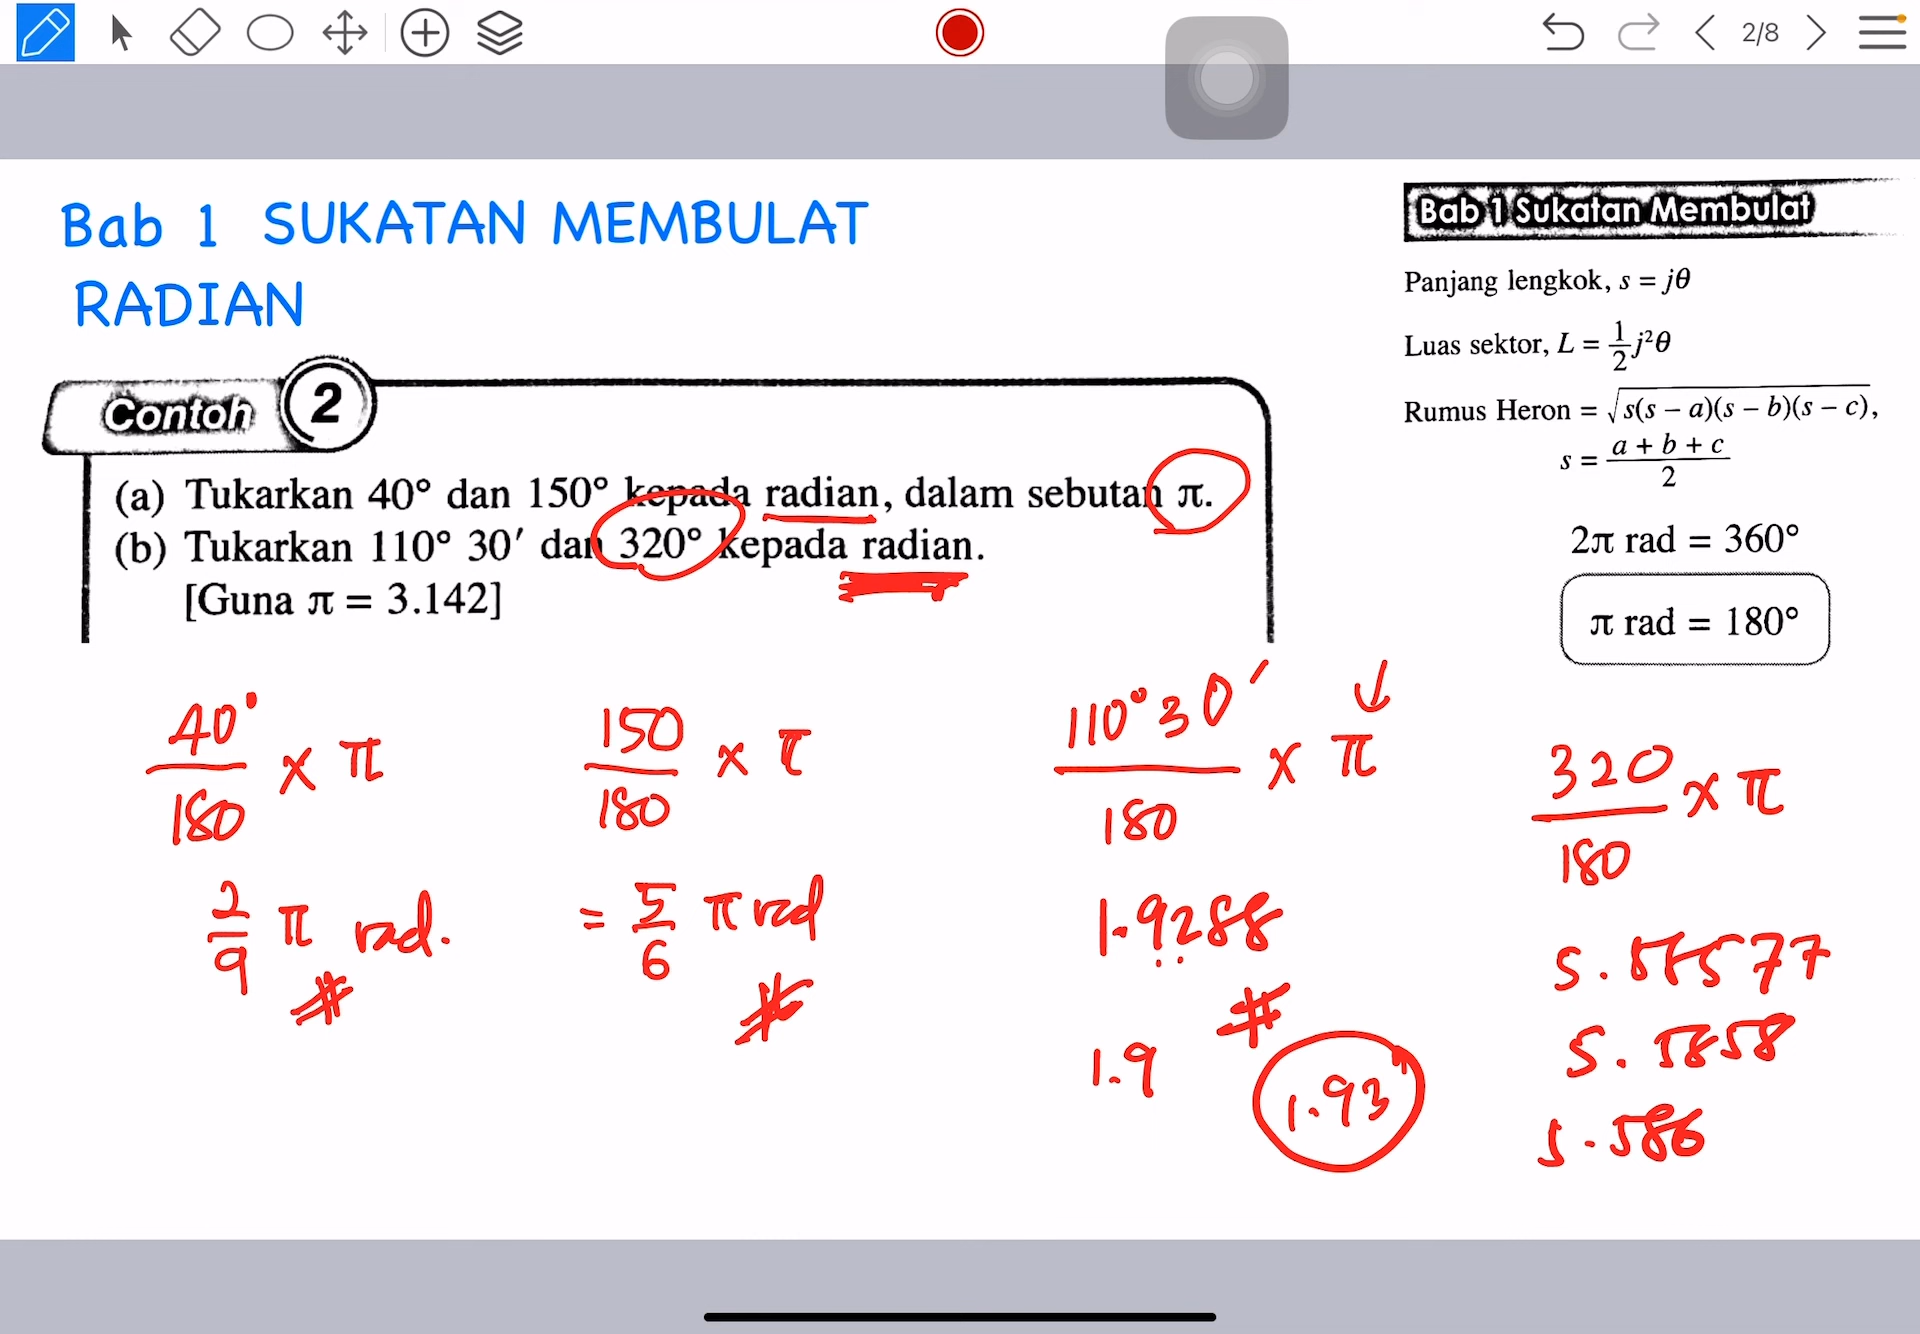 2/8
Bab 1 SUKATAN MEMBULAT
RADIAN
Contoh 2
(a) Tukarkan 40° dan 150° kepada radian, dalam sebutan π.
(b) Tukarkan 110° 30′ dan 320° kepada radian.
[Guna π = 3.142]
Bab 1 Sukatan Membulat
Panjang lengkok, s = jθ
Luas sektor, L = 1/2 j²θ
Rumus Heron = √s(s – a)(s – b)(s – c),
s = a + b + c / 2
2π rad = 360°
π rad = 180°
40°/180 x π
2/9 π rad.
150/180 x π
= 5/6 π rad
110°30′/180 x π
1.9288
1.9
1.93
320/180 x π
5.5858
5.586